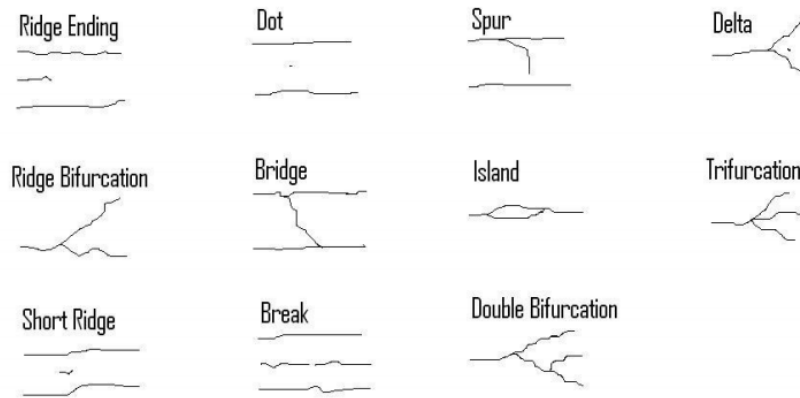 Ridge Ending
Dot
Spur
Delta
Ridge Bifurcation
Bridge
Island
Trifurcation
Short Ridge
Break
Double Bifurcation